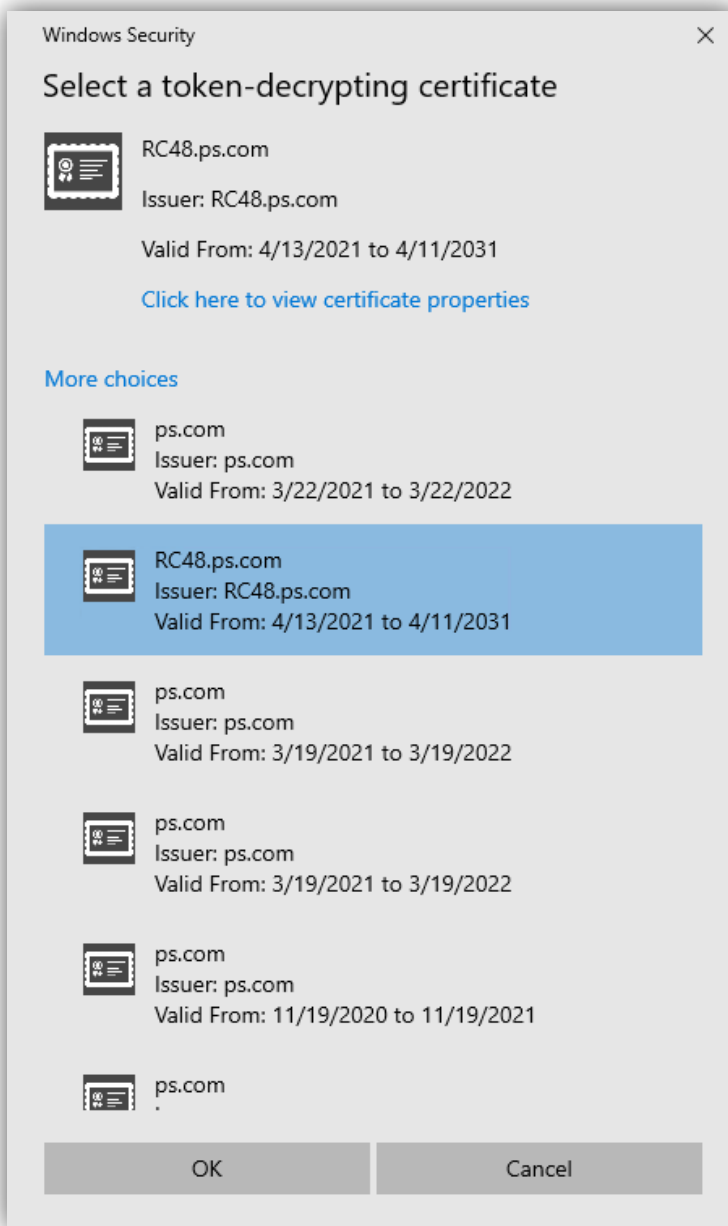 Windows Security
Select a token-decrypting certificate
RC48.ps.com
Issuer: RC48.ps.com
Valid From: 4/13/2021 to 4/11/2031
Click here to view certificate properties
More choices
ps.com
Issuer: ps.com
Valid From: 3/22/2021 to 3/22/2022
RC48.ps.com
Issuer: RC48.ps.com
Valid From: 4/13/2021 to 4/11/2031
ps.com
Issuer: ps.com
Valid From: 3/19/2021 to 3/19/2022
ps.com
Issuer: ps.com
Valid From: 3/19/2021 to 3/19/2022
ps.com
Issuer: ps.com
Valid From: 11/19/2020 to 11/19/2021
ps.com
OK
Cancel